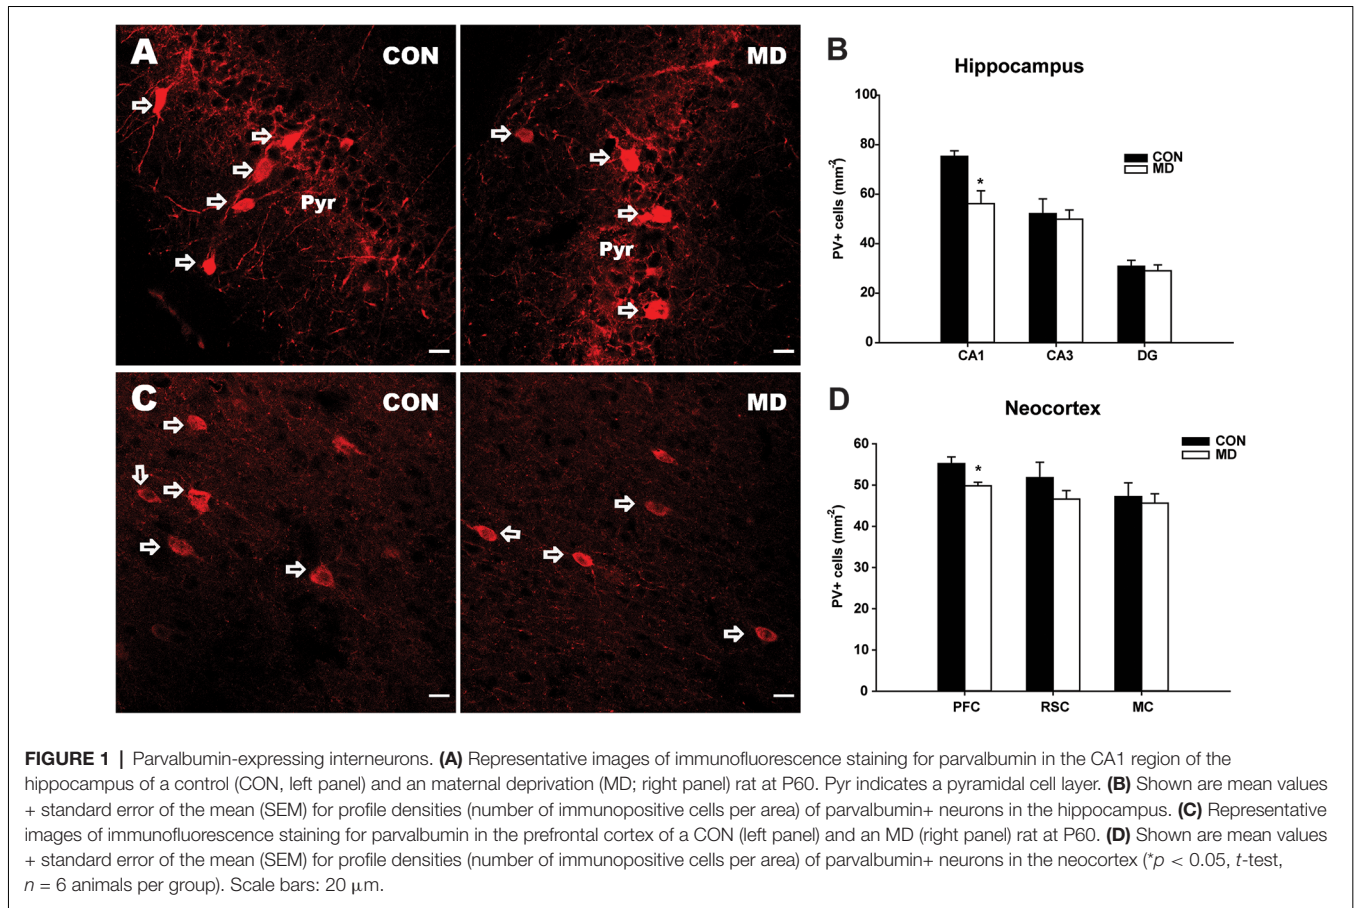 A
CON
Pyr
MD
Pyr
B
Hippocampus
PV+ cells (mm-2)
100
80
60
40
20
0
*
CON
MD
CA1 CA3 DG
C
CON
MD
D
Neocortex
PV+ cells (mm-2)
60
50
40
30
20
10
0
*
CON
MD
PFC RSC MC
FIGURE 1 | Parvalbumin-expressing interneurons. (A) Representative images of immunofluorescence staining for parvalbumin in the CA1 region of the
hippocampus of a control (CON, left panel) and an maternal deprivation (MD; right panel) rat at P60. Pyr indicates a pyramidal cell layer. (B) Shown are mean values
+ standard error of the mean (SEM) for profile densities (number of immunopositive cells per area) of parvalbumin+ neurons in the hippocampus. (C) Representative
images of immunofluorescence staining for parvalbumin in the prefrontal cortex of a CON (left panel) and an MD (right panel) rat at P60. (D) Shown are mean values
+ standard error of the mean (SEM) for profile densities (number of immunopositive cells per area) of parvalbumin+ neurons in the neocortex (*p < 0.05, t-test,
n = 6 animals per group). Scale bars: 20 μm.